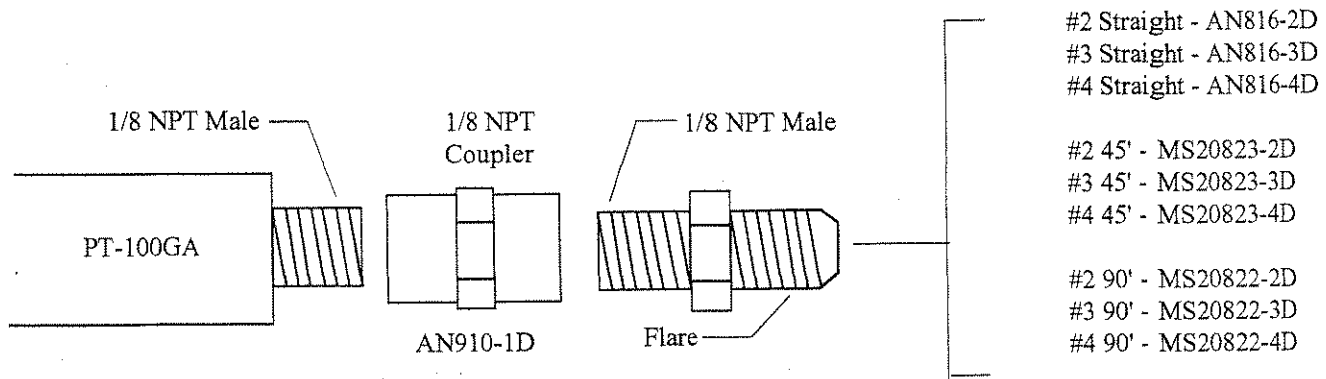 1/8 NPT Male
1/8 NPT
Coupler
1/8 NPT Male
PT-100GA
AN910-1D
Flare
#2 Straight - AN816-2D
#3 Straight - AN816-3D
#4 Straight - AN816-4D
#2 45' - MS20823-2D
#3 45' - MS20823-3D
#4 45' - MS20823-4D
#2 90' - MS20822-2D
#3 90' - MS20822-3D
#4 90' - MS20822-4D